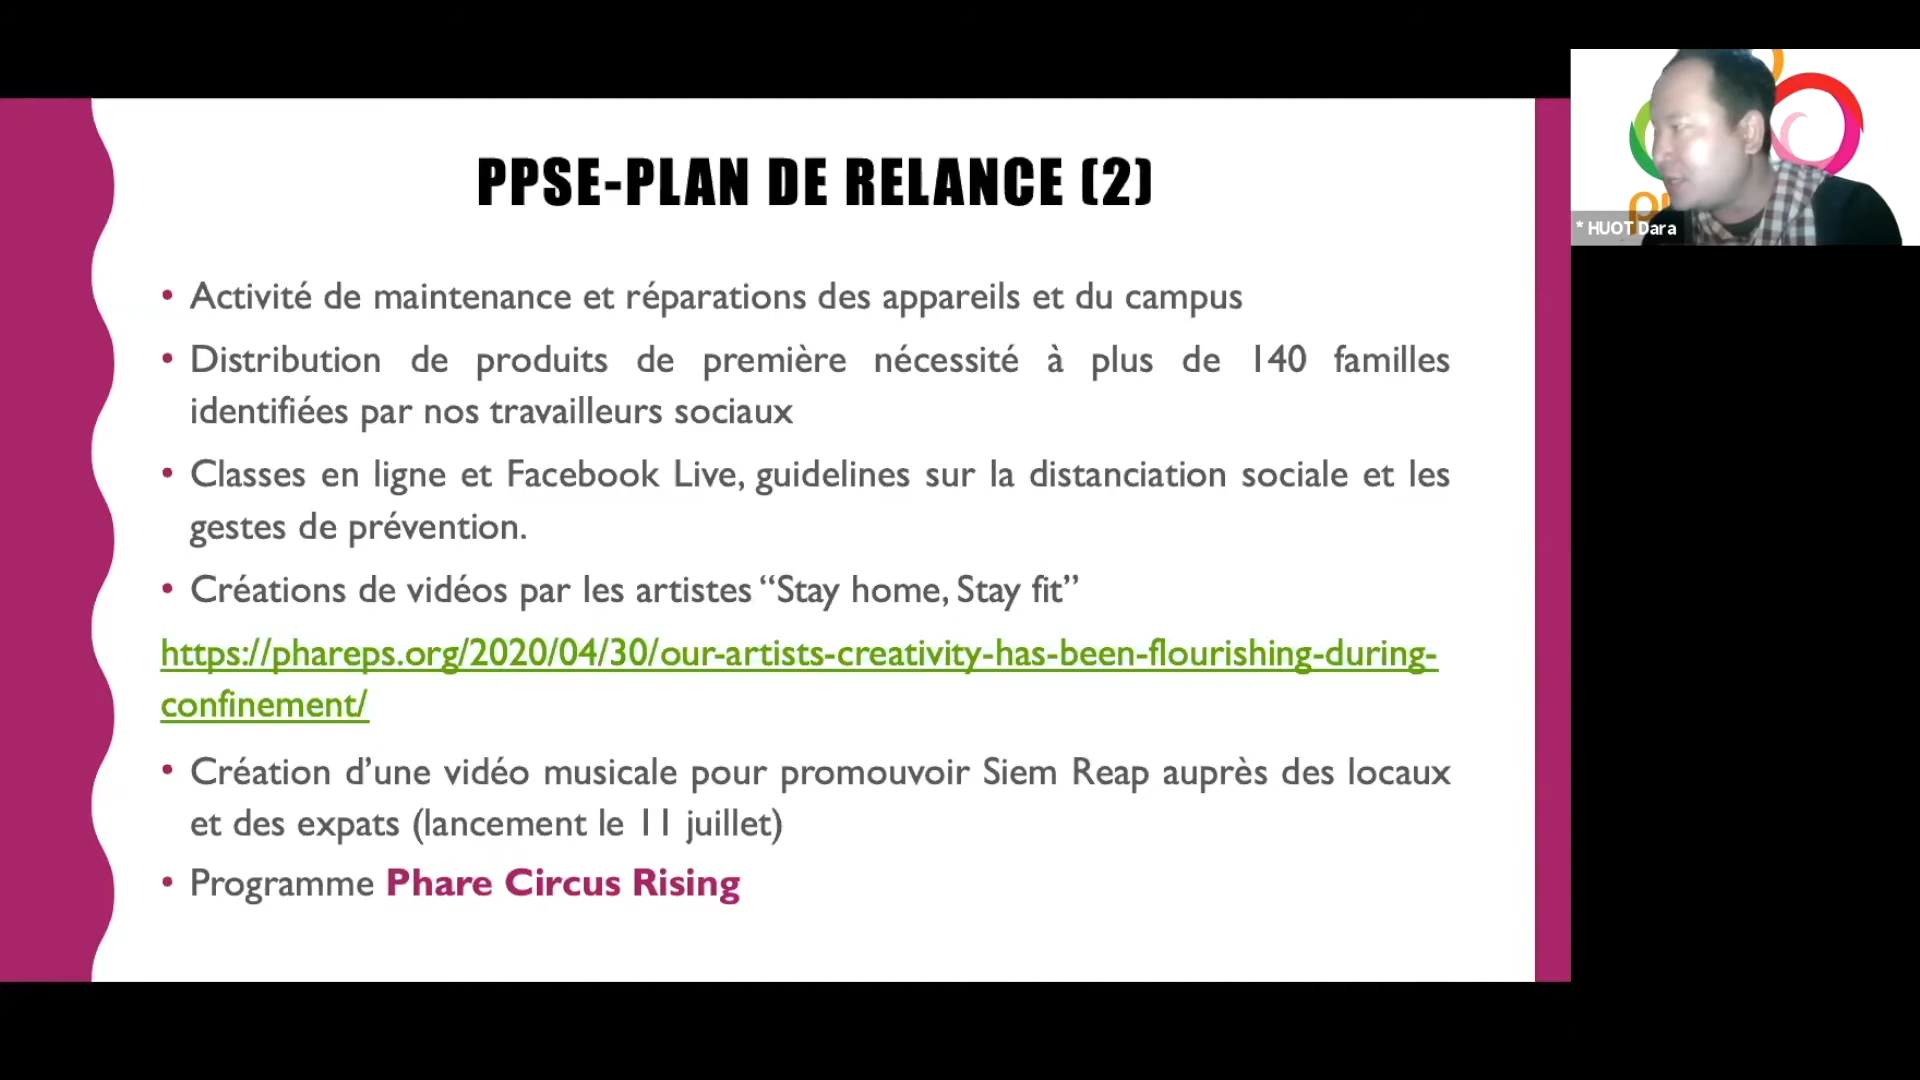 PPSE-PLAN DE RELANCE (2)
• Activité de maintenance et réparations des appareils et du campus
• Distribution de produits de première nécessité à plus de 140 familles
identifiées par nos travailleurs sociaux
• Classes en ligne et Facebook Live, guidelines sur la distanciation sociale et les
gestes de prévention.
• Créations de vidéos par les artistes “Stay home, Stay fit”
https://phareps.org/2020/04/30/our-artists-creativity-has-been-flourishing-during-
confinement/
• Création d’une vidéo musicale pour promouvoir Siem Reap auprès des locaux
et des expats (lancement le 11 juillet)
• Programme Phare Circus Rising
* HUOT Dara